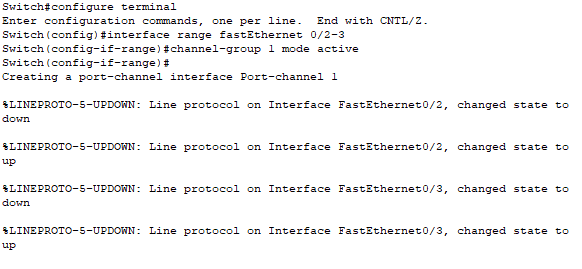 Switch#configure terminal
Enter configuration commands, one per line.  End with CNTL/Z.
Switch(config)#interface range fastEthernet 0/2-3
Switch(config-if-range)#channel-group 1 mode active
Switch(config-if-range)#
Creating a port-channel interface Port-channel 1

%LINEPROTO-5-UPDOWN: Line protocol on Interface FastEthernet0/2, changed state to
down

%LINEPROTO-5-UPDOWN: Line protocol on Interface FastEthernet0/2, changed state to
up

%LINEPROTO-5-UPDOWN: Line protocol on Interface FastEthernet0/3, changed state to
down

%LINEPROTO-5-UPDOWN: Line protocol on Interface FastEthernet0/3, changed state to
up